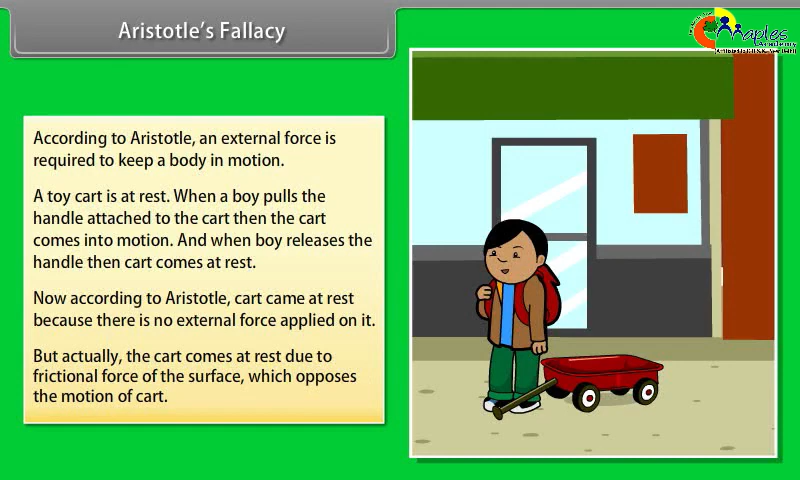 Aristotle's Fallacy
Maples
Academy
According to Aristotle, an external force is
required to keep a body in motion.
A toy cart is at rest. When a boy pulls the
handle attached to the cart then the cart
comes into motion. And when boy releases the
handle then cart comes at rest.
Now according to Aristotle, cart came at rest
because there is no external force applied on it.
But actually, the cart comes at rest due to
frictional force of the surface, which opposes
the motion of cart.